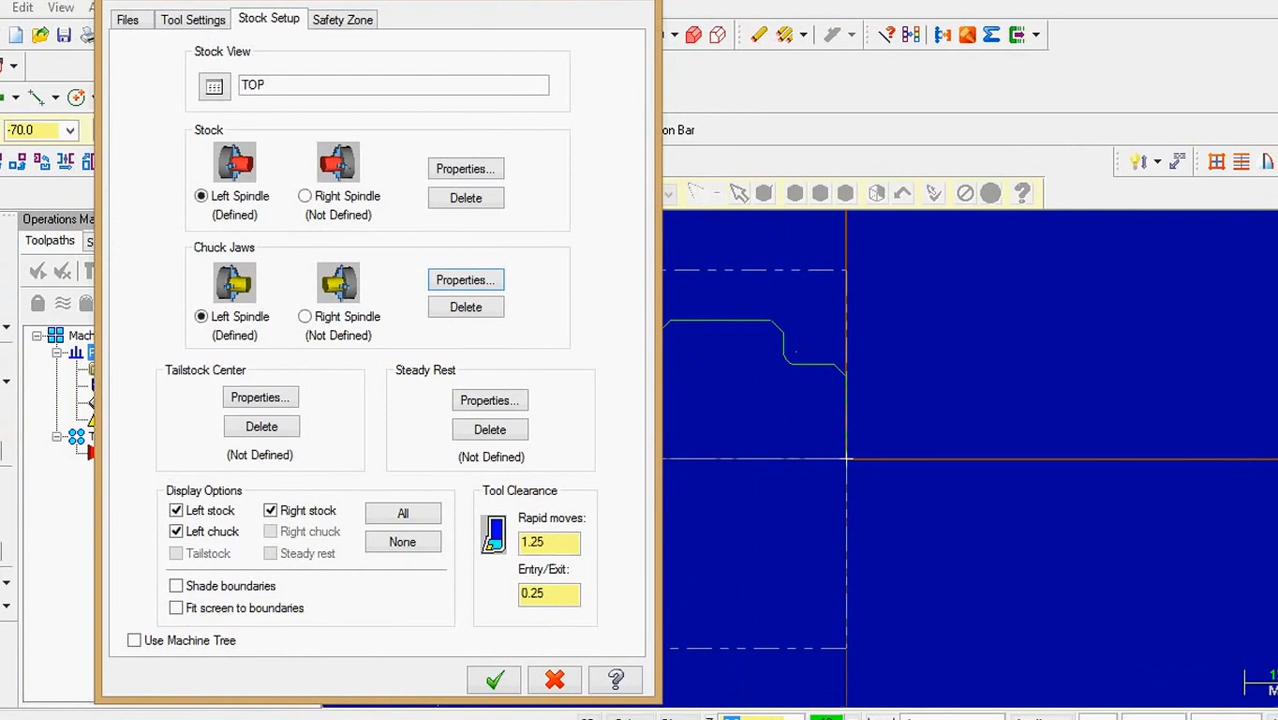 Edit View
Files Tool Settings Stock Setup Safety Zone
Stock View
TOP
-70.0
on Bar
Stock
Properties...
Left Spindle Right Spindle
Delete
(Defined) (Not Defined)
Operations Ma
Toolpaths S
Chuck Jaws
Properties...
Delete
Left Spindle Right Spindle
(Defined) (Not Defined)
Mach
Tailstock Center Steady Rest
Properties... Properties...
Delete Delete
(Not Defined) (Not Defined)
Display Options Tool Clearance
Left stock Right stock All
Rapid moves:
Left chuck Right chuck None
1.25
Tailstock Steady rest
Entry/Exit:
Shade boundaries
0.25
Fit screen to boundaries
Use Machine Tree